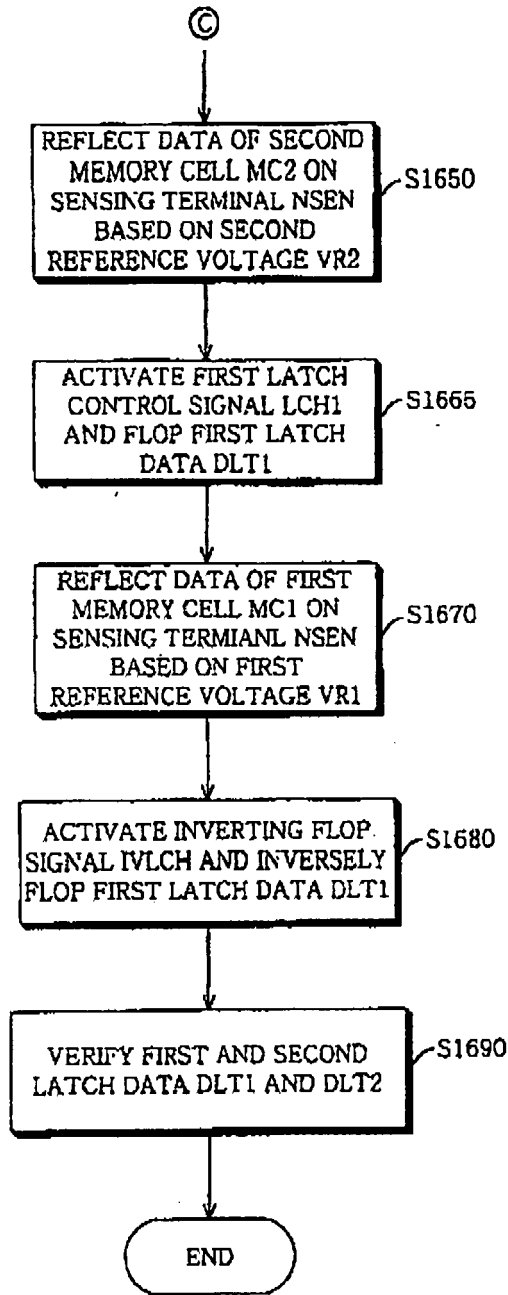 Ⓒ
REFLECT DATA OF SECOND
MEMORY CELL MC2 ON
SENSING TERMINAL NSEN
BASED ON SECOND
REFERENCE VOLTAGE VR2
S1650
ACTIVATE FIRST LATCH
CONTROL SIGNAL LCH1
AND FLOP FIRST LATCH
DATA DLT1
S1665
REFLECT DATA OF FIRST
MEMORY CELL MC1 ON
SENSING TERMIANL NSEN
BASED ON FIRST
REFERENCE VOLTAGE VR1
S1670
ACTIVATE INVERTING FLOP
SIGNAL IVLCH AND INVERSELY
FLOP FIRST LATCH DATA DLT1
S1680
VERIFY FIRST AND SECOND
LATCH DATA DLT1 AND DLT2
S1690
END